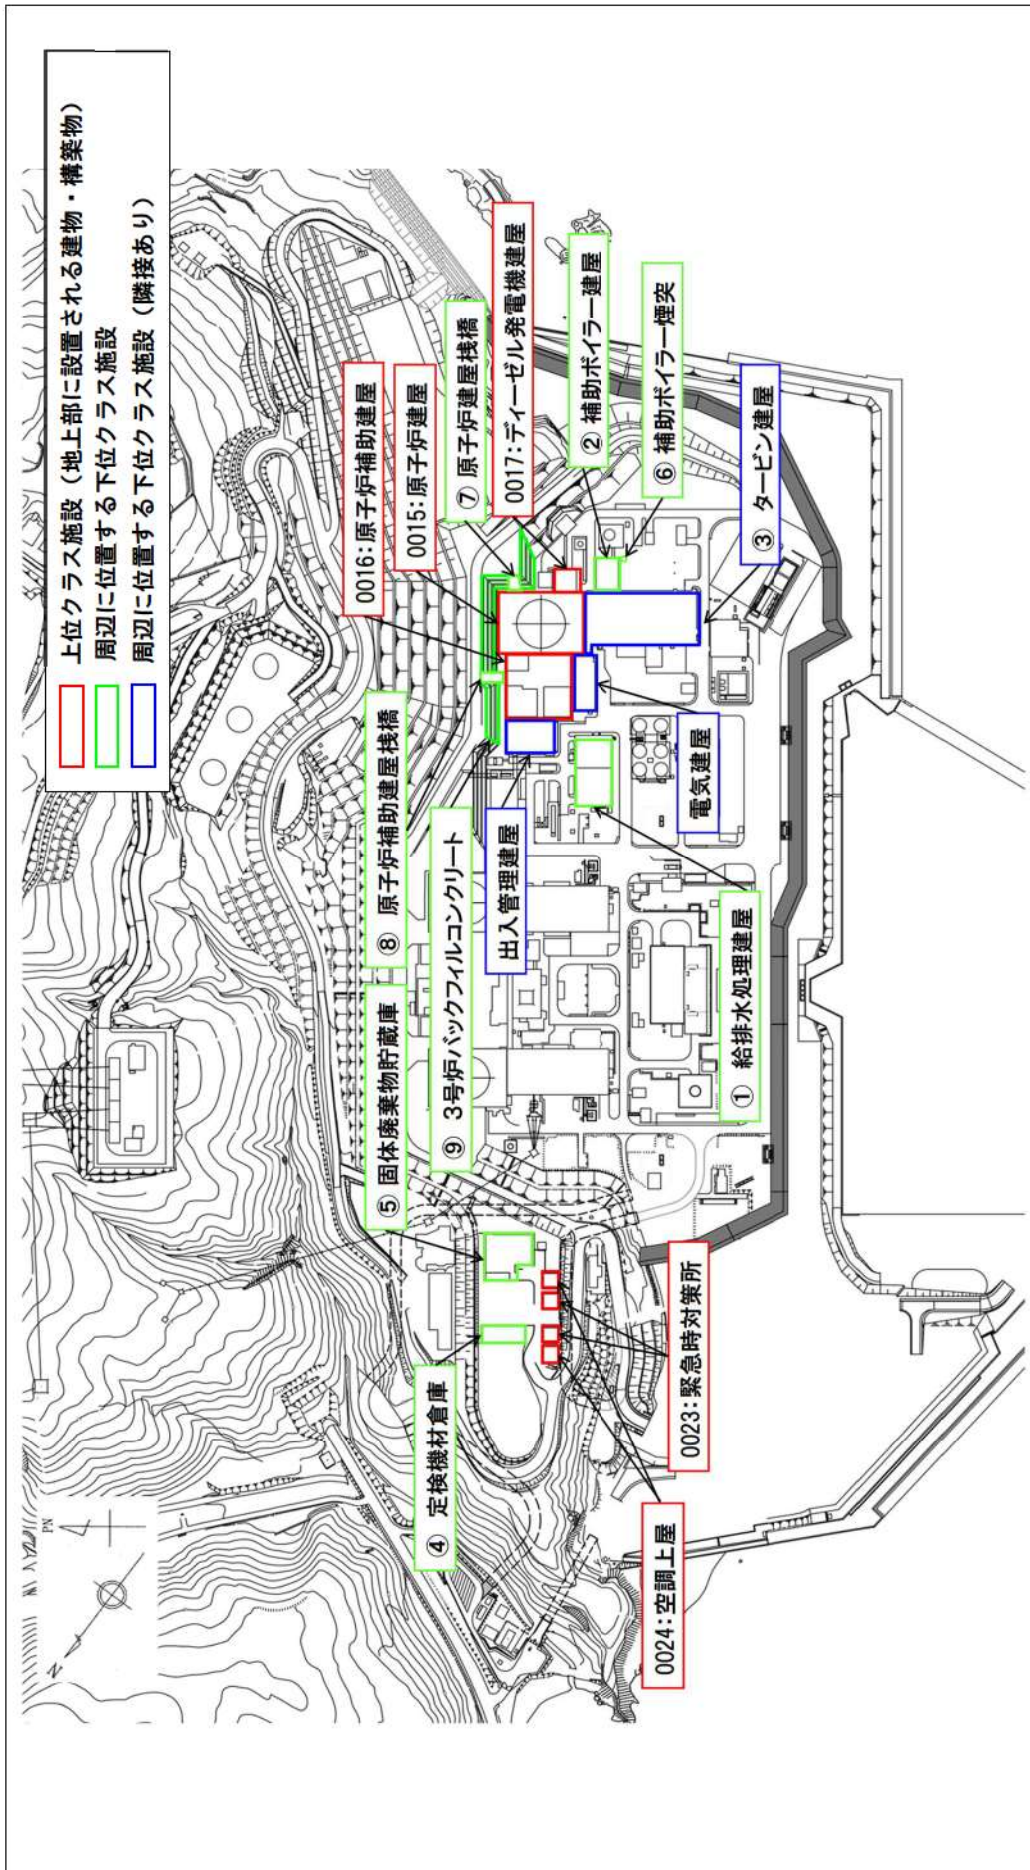 上位クラス施設（地上部に設置される建物・構築物）
周辺に位置する下位クラス施設
周辺に位置する下位クラス施設（隣接あり）
PN
N
④ 定検機材倉庫
⑤ 固体廃棄物貯蔵庫
⑧ 原子炉補助建屋桟橋
0016：原子炉補助建屋
0015：原子炉建屋
⑨ 3号炉バックフィルコンクリート
⑦ 原子炉建屋桟橋
出入管理建屋
0017：ディーゼル発電機建屋
② 補助ボイラー建屋
⑥ 補助ボイラー煙突
0024：空調上屋
0023：緊急時対策所
電気建屋
① 給排水処理建屋
③ タービン建屋